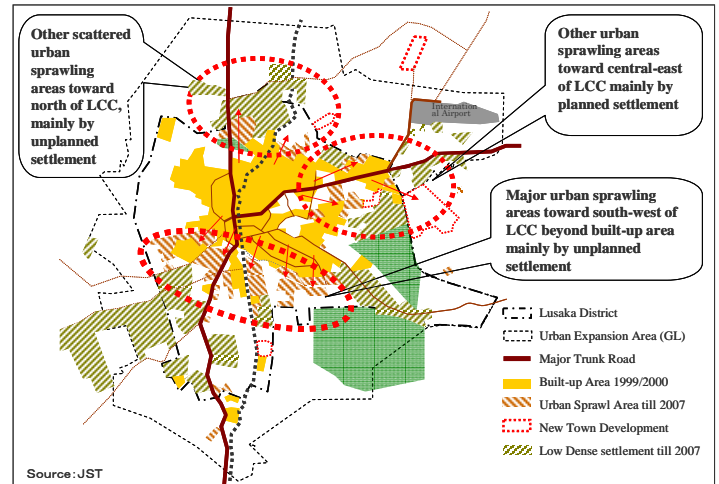 Other scattered
urban
sprawling
areas toward
north of LCC,
mainly by
unplanned
settlement
Other urban
sprawling areas
toward central-east
of LCC mainly by
planned settlement
Internation
al Airport
Major urban sprawling
areas toward south-west of
LCC beyond built-up area
mainly by unplanned
settlement
Lusaka District
Urban Expansion Area (GL)
Major Trunk Road
Built-up Area 1999/2000
Urban Sprawl Area till 2007
New Town Development
Low Dense settlement till 2007
Source:JST